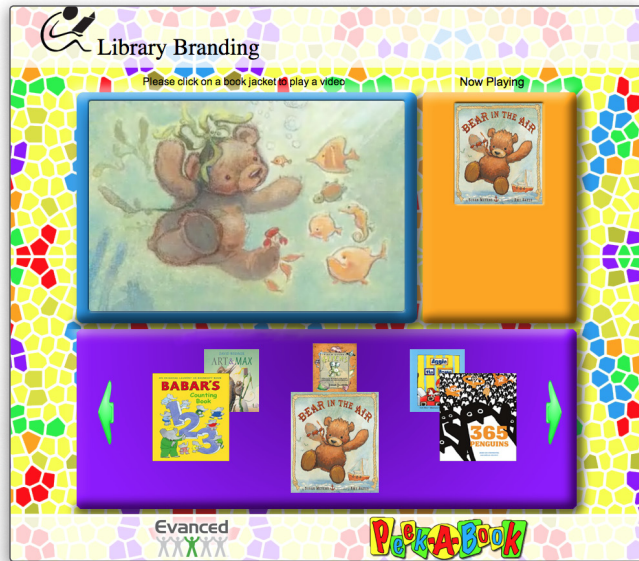 Library Branding
Please click on a book jacket to play a video
Now Playing
BEAR IN THE AIR
ART & MAX
BABAR'S
Counting
Book
123
BEAR IN THE AIR
365
PENGUINS
Evanced
Peek-A-Book